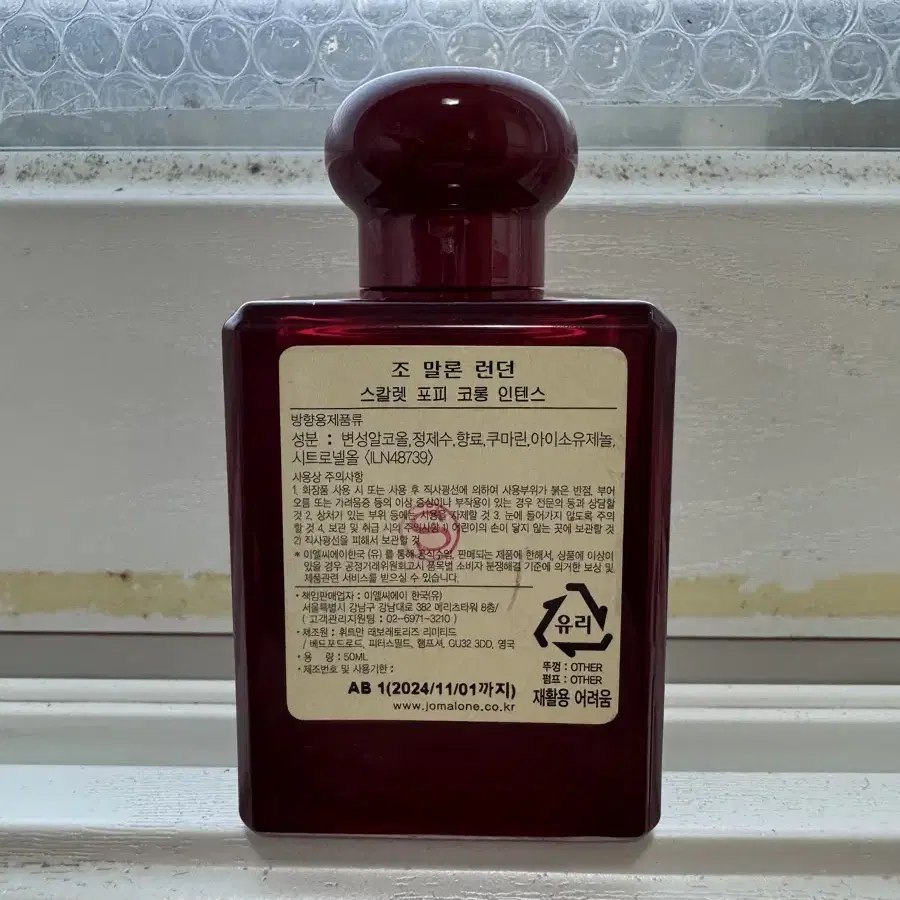 조 말론 런던
스칼렛 포피 코롱 인텐스
방향용제품류
성분 : 변성알코올,정제수,향료,쿠마린,아이소유제놀,
시트로넬올 〈ILN48739〉
사용상 주의사항
1. 화장품 사용 시 또는 사용 후 직사광선에 의하여 사용부위가 붉은 반점, 부어
오름 또는 가려움증 등의 이상 증상이나 부작용이 있는 경우 전문의 등과 상담할
것 2. 상처가 있는 부위 등에는 사용을 자제할 것 3. 눈에 들어가지 않도록 주의
할 것 4. 보관 및 취급 시의 주의사항 1) 어린이의 손이 닿지 않는 곳에 보관할 것
2) 직사광선을 피해서 보관할 것
* 이엘씨에이한국 (유) 를 통해 공식수입, 판매되는 제품에 한해서, 상품에 이상이
있을 경우 공정거래위원회고시 품목별 소비자 분쟁해결 기준에 의거한 보상 및
제품관련 서비스를 받으실 수 있습니다.
• 책임판매업자 : 이엘씨에이 한국(유)
서울특별시 강남구 강남대로 382 메리츠타워 8층/
( 고객관리지원팀 : 02-6971-3210 )
• 제조원 : 휘트만 래보래토리즈 리미티드
/ 베드포드로드, 피터스필드, 햄프셔, GU32 3DD, 영국
• 용 량 : 50ML
• 제조번호 및 사용기한 :
AB 1(2024/11/01까지)
www.jomalone.co.kr
유리
뚜껑 : OTHER
펌프 : OTHER
재활용 어려움